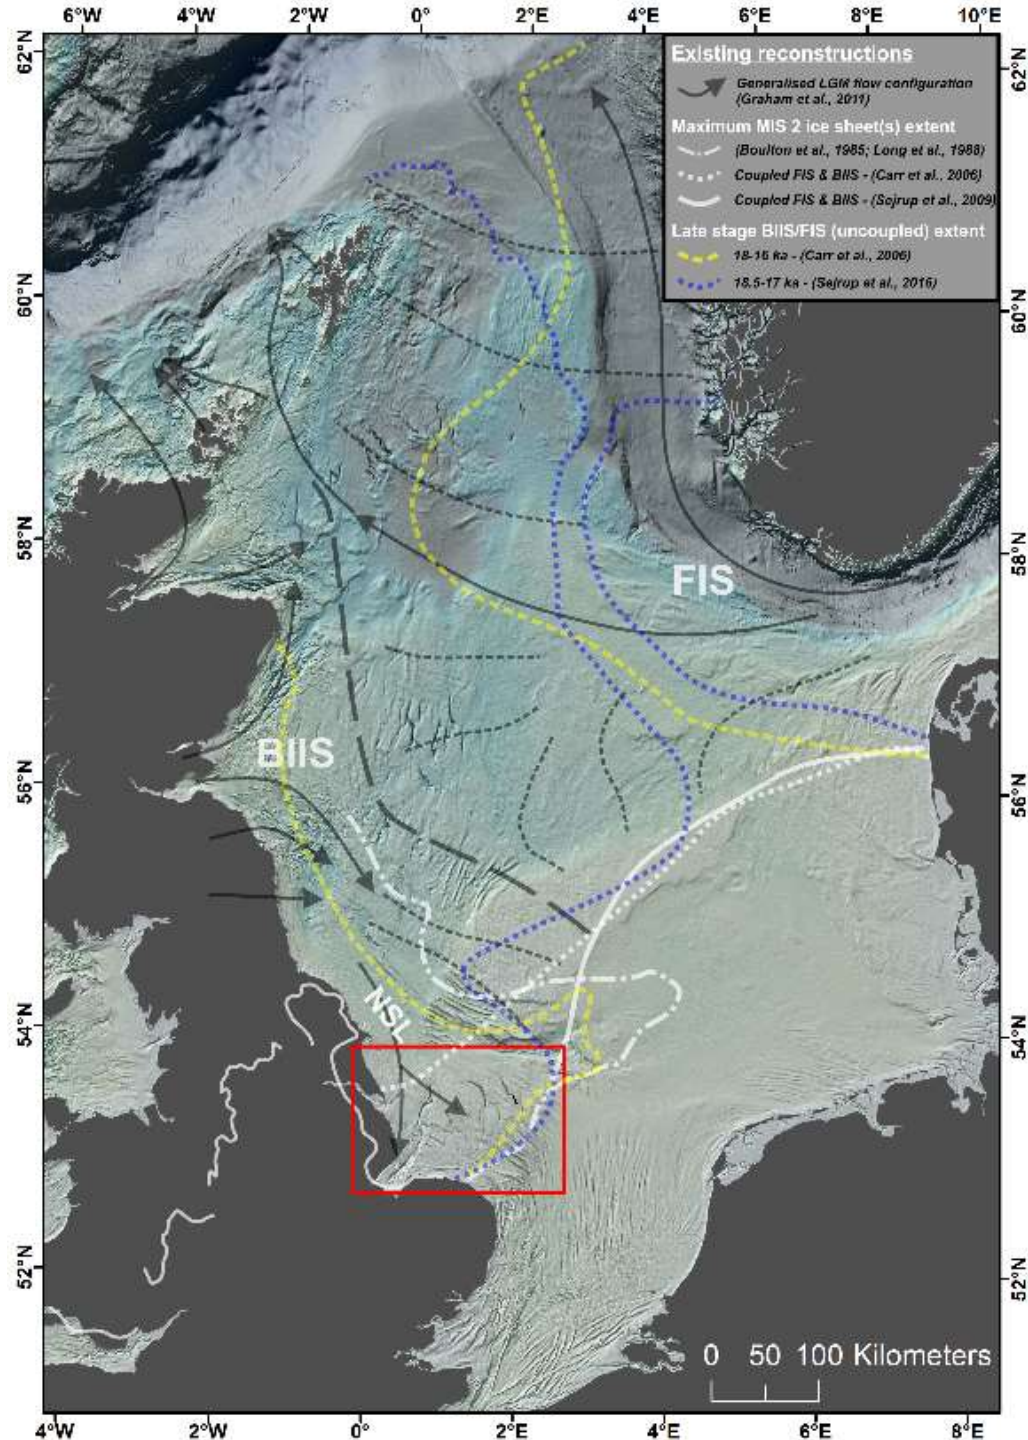 6°W 4°W 2°W 0° 2°E 4°E 6°E 8°E 10°E
62°N
62°N
Existing reconstructions
Generalised LGM flow configuration
(Graham et al., 2011)
Maximum MIS 2 ice sheet(s) extent
(Boulton et al., 1985; Long et al., 1988)
Coupled FIS & BIIS - (Carr et al., 2006)
Coupled FIS & BIIS - (Sejrup et al., 2009)
Late stage BIIS/FIS (uncoupled) extent
18-16 ka - (Carr et al., 2006)
18.5-17 ka - (Sejrup et al., 2016)
60°N
60°N
58°N
58°N
FIS
BIIS
56°N
56°N
NSL
54°N
54°N
52°N
52°N
0 50 100 Kilometers
4°W 2°W 0° 2°E 4°E 6°E 8°E